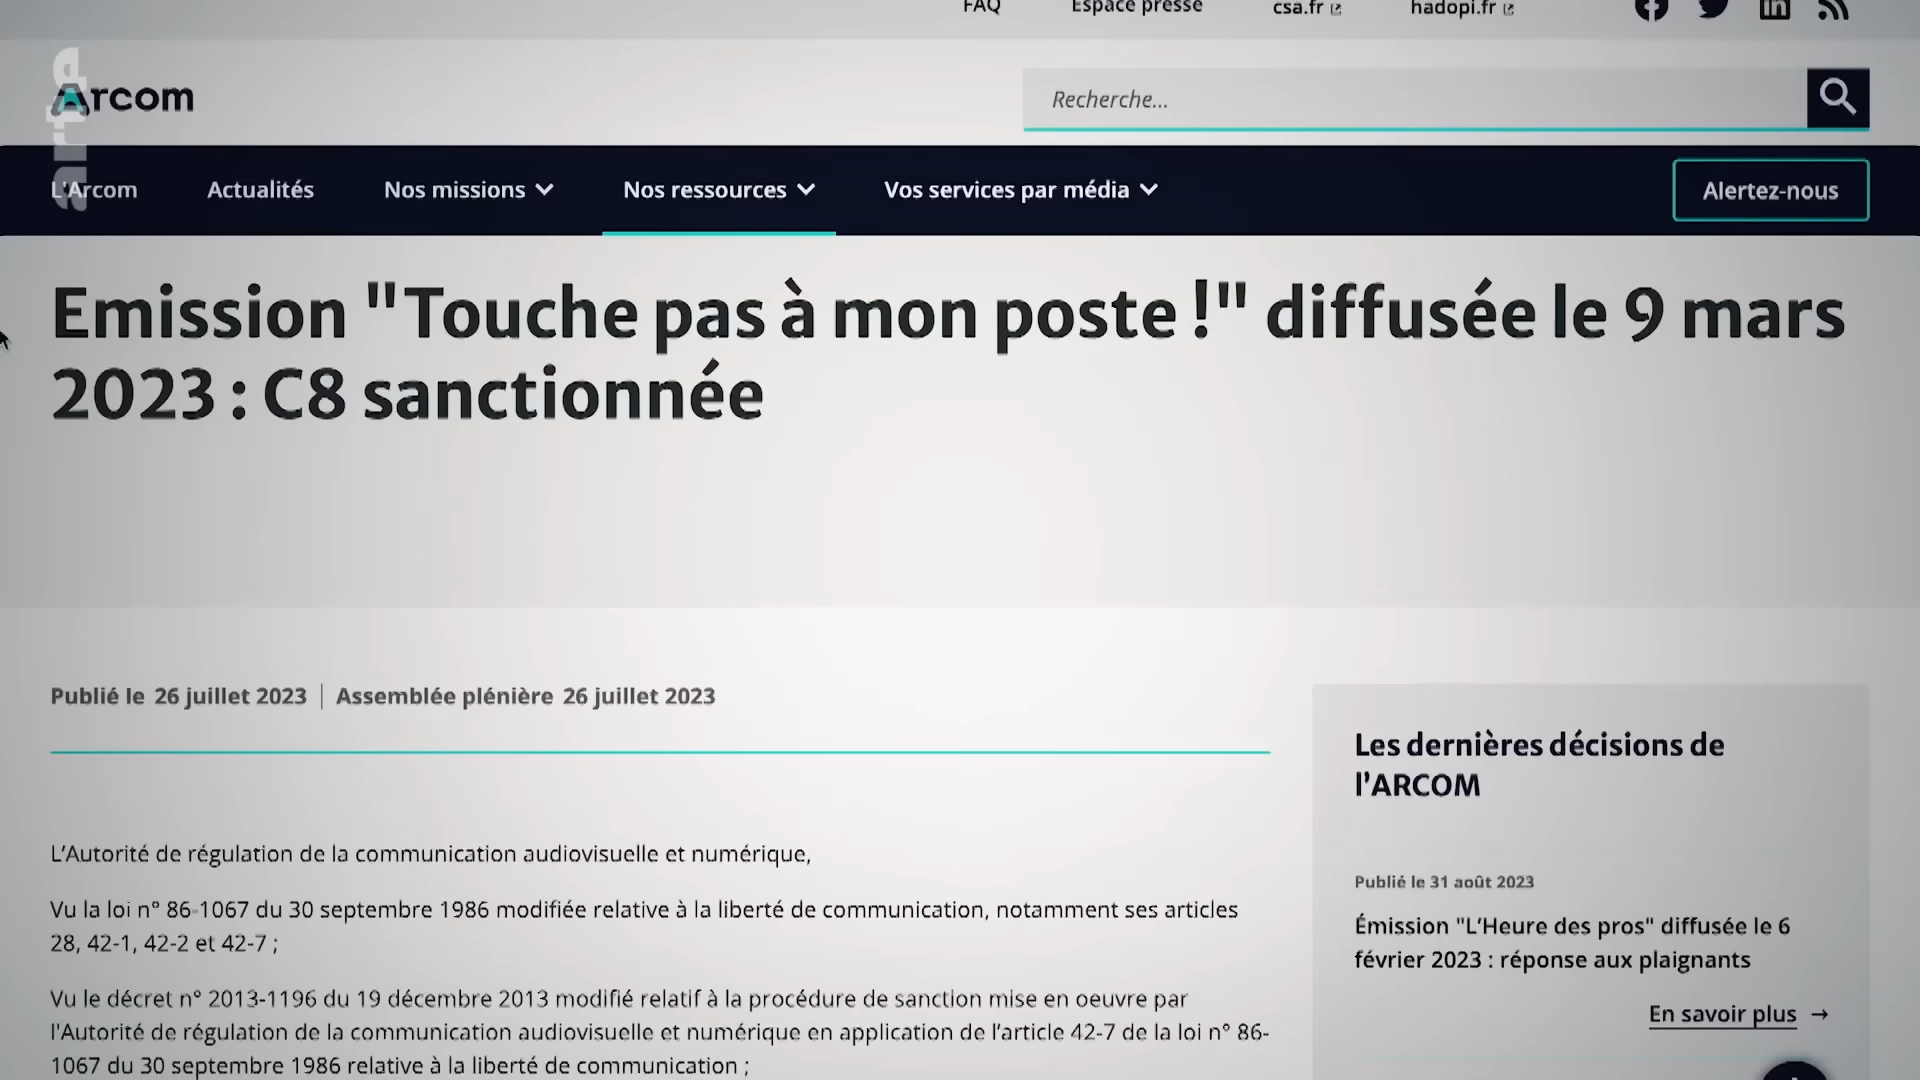 FAQ
Espace presse
csa.fr
hadopi.fr
arte
Arcom
Recherche...
L'Arcom
Actualités
Nos missions
Nos ressources
Vos services par média
Alertez-nous
Emission "Touche pas à mon poste !" diffusée le 9 mars
2023 : C8 sanctionnée
Publié le 26 juillet 2023 | Assemblée plénière 26 juillet 2023
L'Autorité de régulation de la communication audiovisuelle et numérique,
Vu la loi n° 86-1067 du 30 septembre 1986 modifiée relative à la liberté de communication, notamment ses articles
28, 42-1, 42-2 et 42-7 ;
Vu le décret n° 2013-1196 du 19 décembre 2013 modifié relatif à la procédure de sanction mise en oeuvre par
l'Autorité de régulation de la communication audiovisuelle et numérique en application de l'article 42-7 de la loi n° 86-
1067 du 30 septembre 1986 relative à la liberté de communication ;
Les dernières décisions de
l'ARCOM
Publié le 31 août 2023
Émission "L'Heure des pros" diffusée le 6
février 2023 : réponse aux plaignants
En savoir plus →